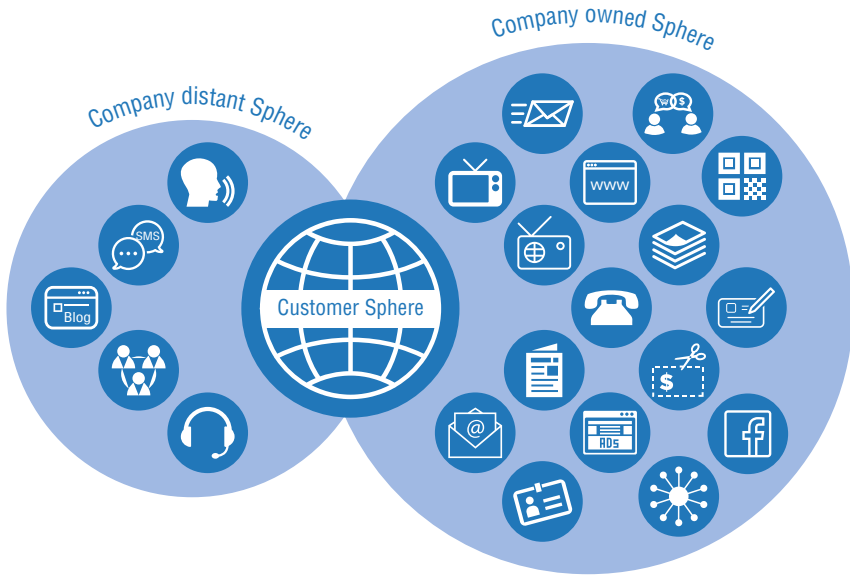 Company owned Sphere
Company distant Sphere
$
www
SMS
Customer Sphere
Blog
$
@
ADs
f